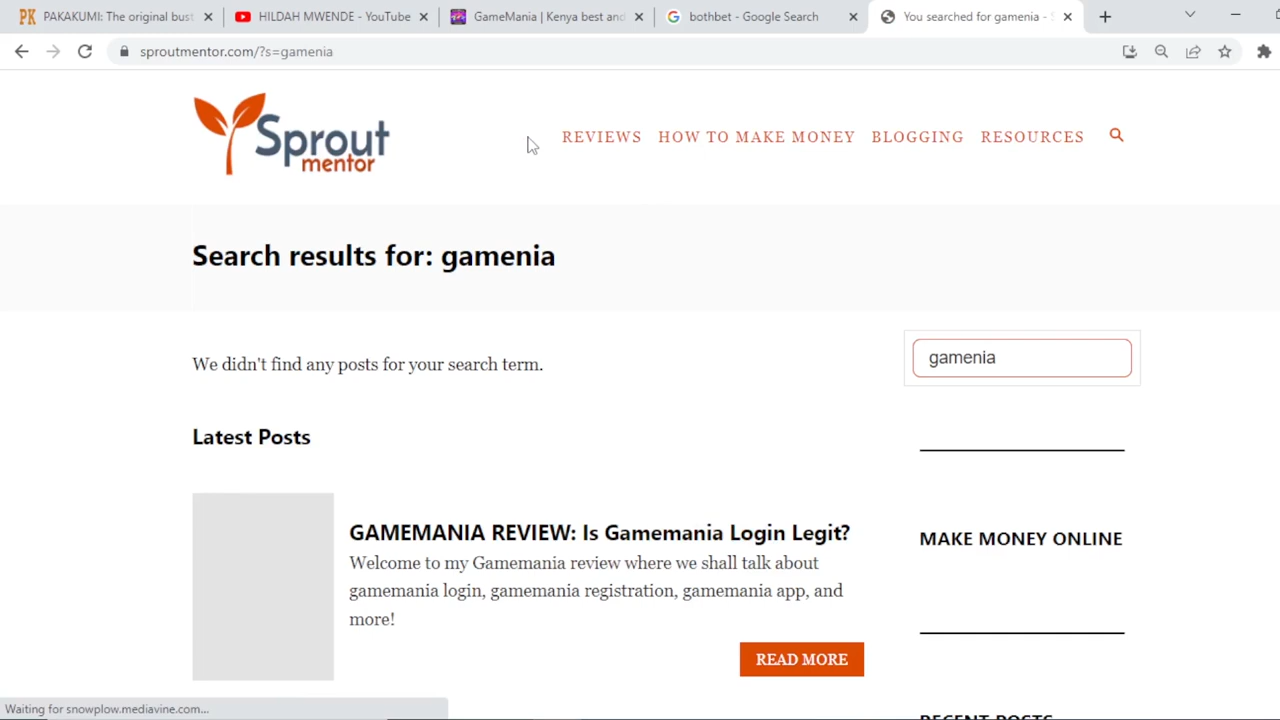 PK PAKAKUMI: The original bust
HILDAH MWENDE - YouTube
GameMania | Kenya best and
bothbet - Google Search
You searched for gamenia -
sproutmentor.com/?s=gamenia
Sprout
mentor
REVIEWS
HOW TO MAKE MONEY
BLOGGING
RESOURCES
Search results for: gamenia
We didn't find any posts for your search term.
gamenia
Latest Posts
GAMEMANIA REVIEW: Is Gamemania Login Legit?
Welcome to my Gamemania review where we shall talk about
gamemania login, gamemania registration, gamemania app, and
more!
READ MORE
MAKE MONEY ONLINE
RECENT POSTS
Waiting for snowplow.mediavine.com...